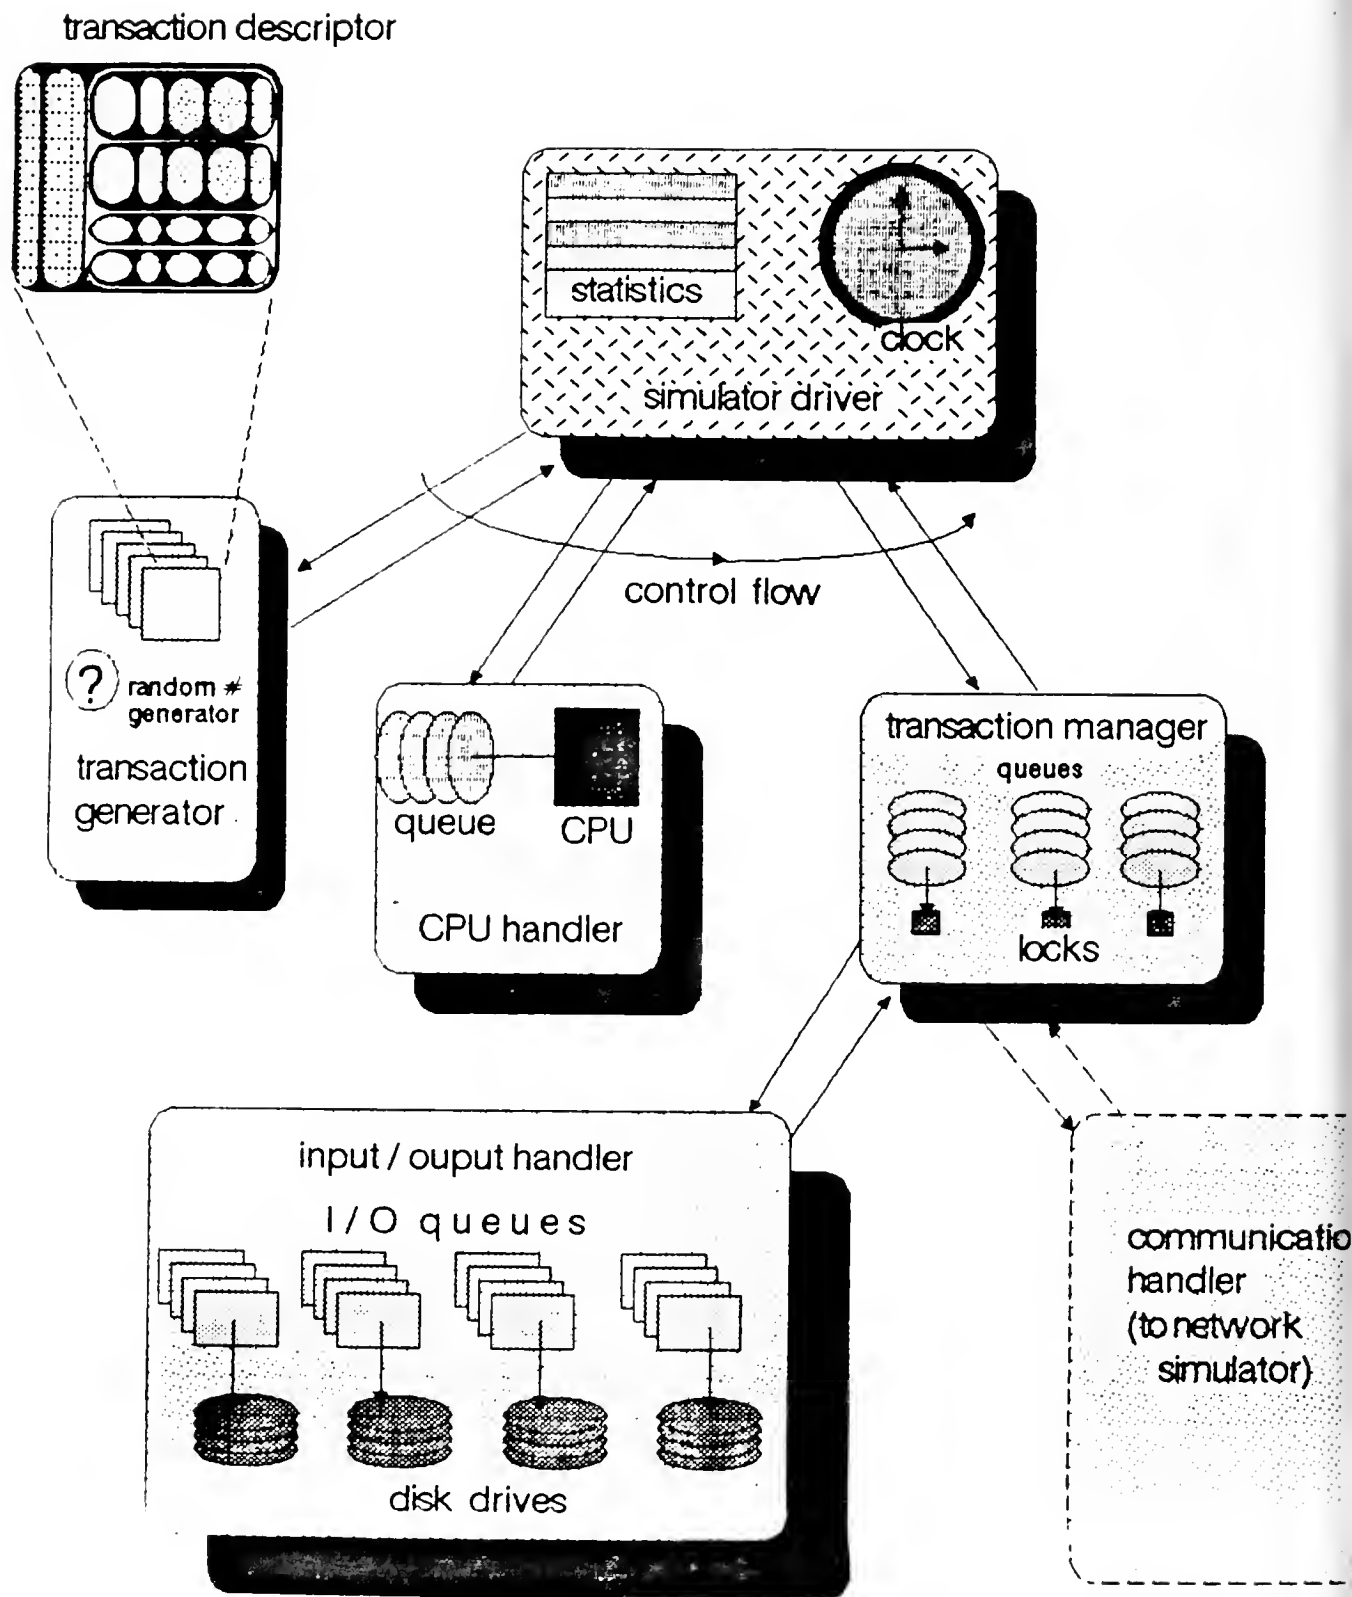 transaction descriptor
statistics
clock
simulator driver
control flow
?
random #
generator
transaction
generator
queue
CPU
CPU handler
transaction manager
queues
locks
input / ouput handler
I / O queues
disk drives
communicatio
handler
(to network
simulator)